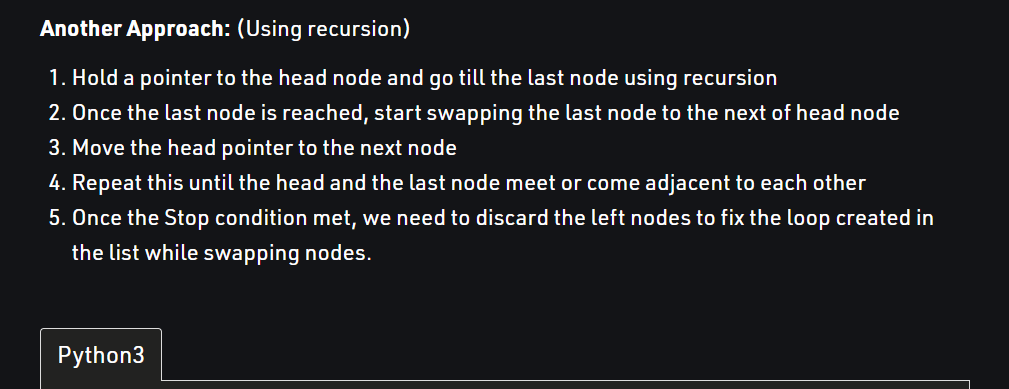 Another Approach: (Using recursion)
1. Hold a pointer to the head node and go till the last node using recursion
2. Once the last node is reached, start swapping the last node to the next of head node
3. Move the head pointer to the next node
4. Repeat this until the head and the last node meet or come adjacent to each other
5. Once the Stop condition met, we need to discard the left nodes to fix the loop created in
the list while swapping nodes.
Python3